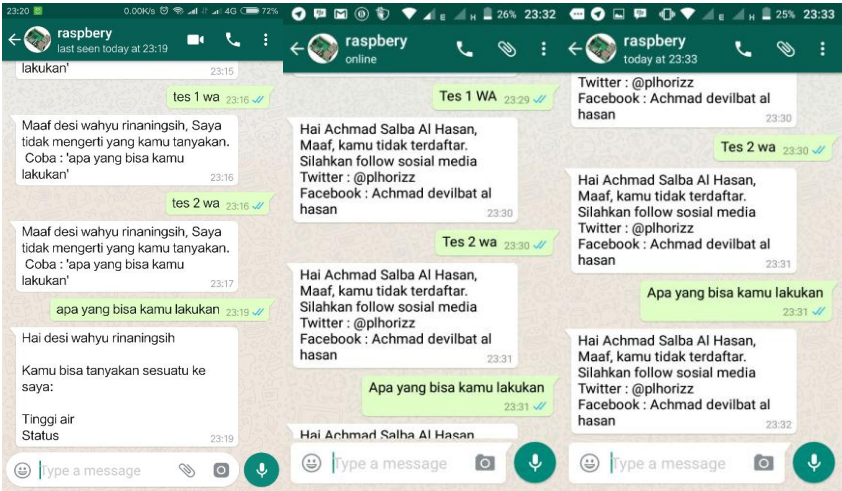 23:20
0.00K/s
4G
72%
raspbery
last seen today at 23:19
lakukan'
23:15
tes 1 wa 23:16
Maaf desi wahyu rinaningsih, Saya
tidak mengerti yang kamu tanyakan.
Coba : 'apa yang bisa kamu
lakukan'
23:16
tes 2 wa 23:16
Maaf desi wahyu rinaningsih, Saya
tidak mengerti yang kamu tanyakan.
Coba : 'apa yang bisa kamu
lakukan'
23:17
apa yang bisa kamu lakukan 23:19
Hai desi wahyu rinaningsih
Kamu bisa tanyakan sesuatu ke
saya:
Tinggi air
Status
23:19
Type a message
E
H
26%
23:32
raspbery
online
Tes 1 WA 23:29
Hai Achmad Salba Al Hasan,
Maaf, kamu tidak terdaftar.
Silahkan follow sosial media
Twitter : @plhorizz
Facebook : Achmad devilbat al
hasan
23:30
Tes 2 wa 23:30
Hai Achmad Salba Al Hasan,
Maaf, kamu tidak terdaftar.
Silahkan follow sosial media
Twitter : @plhorizz
Facebook : Achmad devilbat al
hasan
23:31
Apa yang bisa kamu lakukan
23:31
Hai Achmad Salba Al Hasan
Type a message
E
H
25%
23:33
raspbery
today at 23:33
Twitter : @plhorizz
Facebook : Achmad devilbat al
hasan
23:30
Tes 2 wa 23:30
Hai Achmad Salba Al Hasan,
Maaf, kamu tidak terdaftar.
Silahkan follow sosial media
Twitter : @plhorizz
Facebook : Achmad devilbat al
hasan
23:31
Apa yang bisa kamu lakukan
23:31
Hai Achmad Salba Al Hasan,
Maaf, kamu tidak terdaftar.
Silahkan follow sosial media
Twitter : @plhorizz
Facebook : Achmad devilbat al
hasan
23:32
Type a message